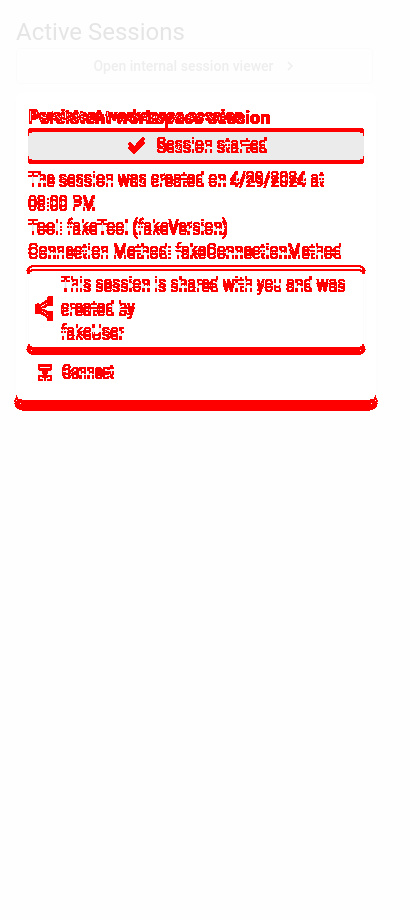 Active Sessions
Open internal session viewer
Persistent workspace session
Session started
The session was created on 4/29/2024 at
08:00 PM
Tool: fakeTool (fakeVersion)
Connection Method: fakeConnectionMethod
This session is shared with you and was
created by
fakeUser
Connect